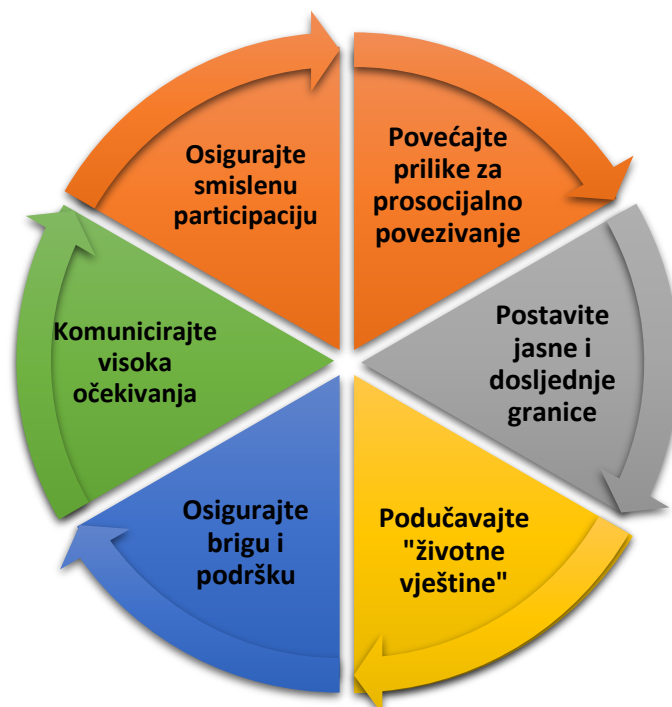 Povećajte
prilike za
prosocijalno
povezivanje
Postavite
jasne i
dosljednje
granice
Podučavajte
"životne
vještine"
Osigurajte
brigu i
podršku
Komunicirajte
visoka
očekivanja
Osigurajte
smislenu
participaciju